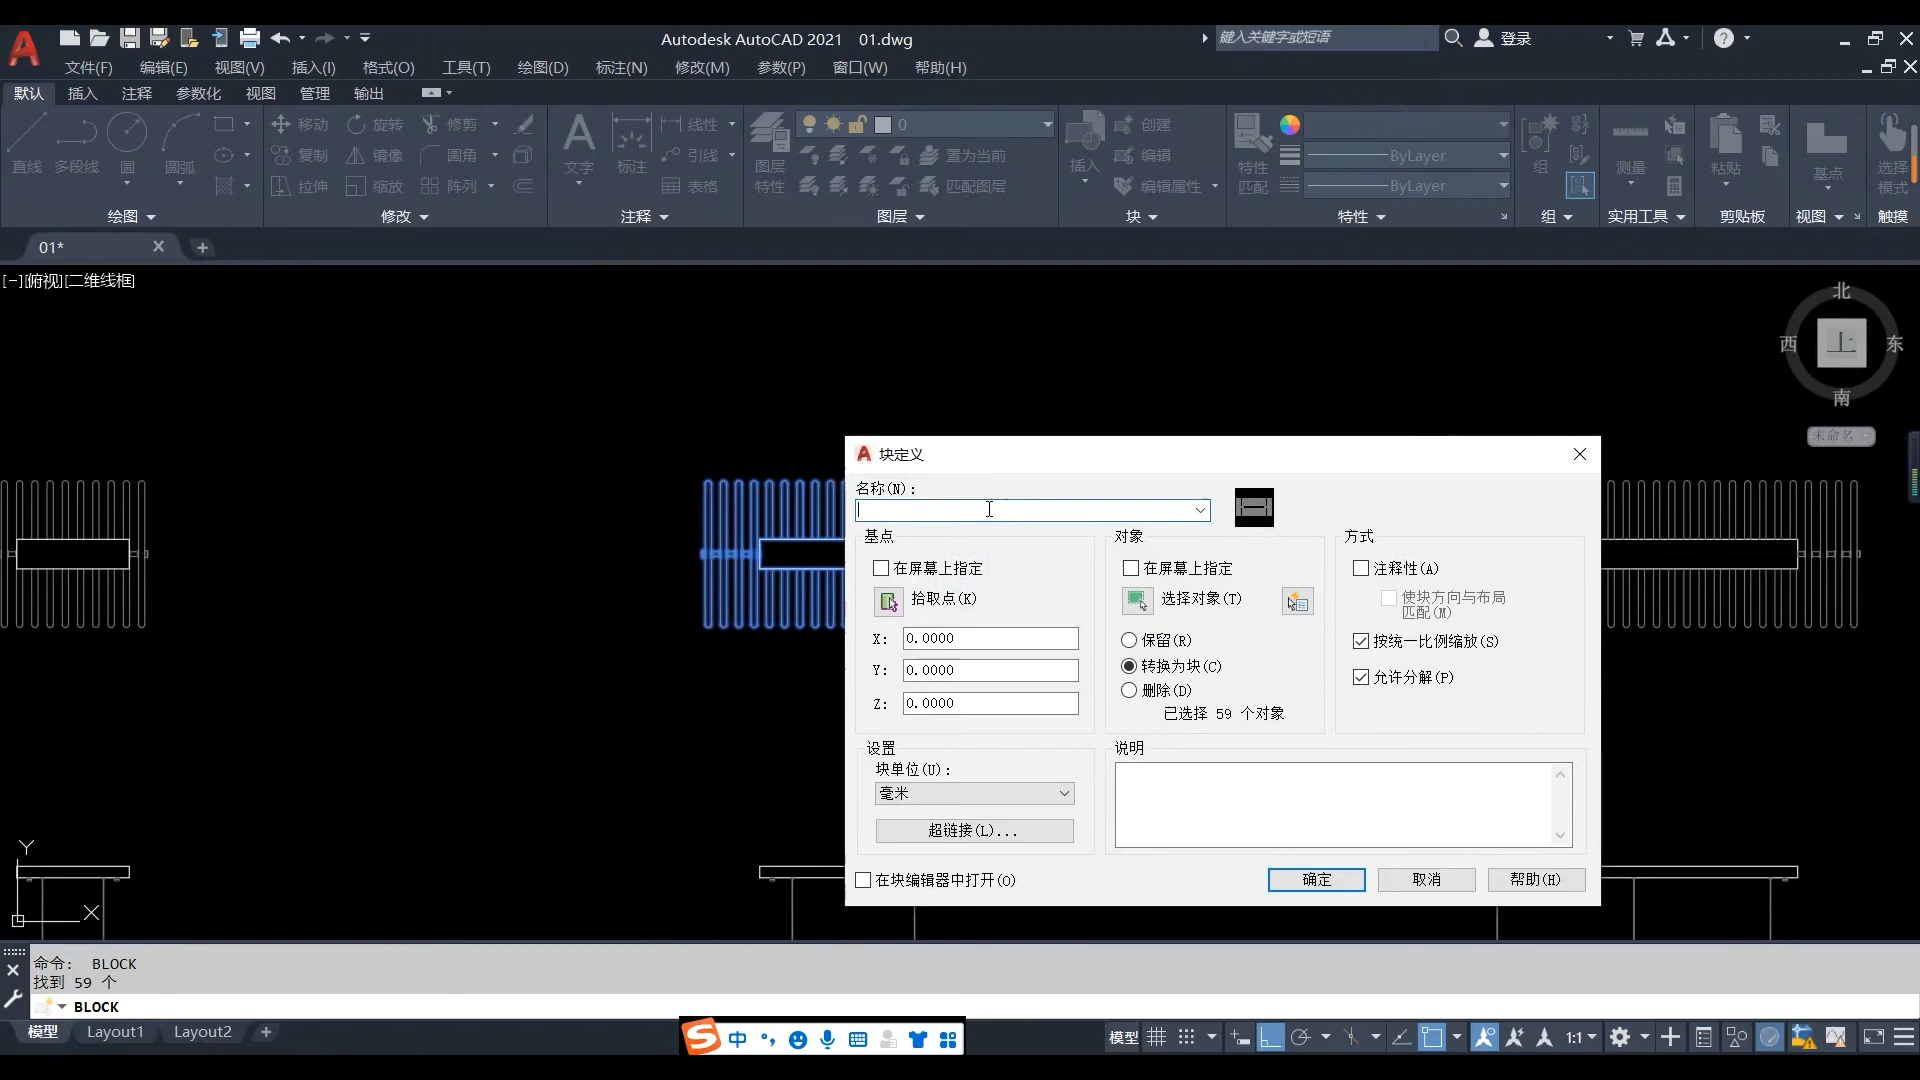 Autodesk AutoCAD 2021 01.dwg
键入关键字或短语
登录
文件(F) 编辑(E) 视图(V) 插入(I) 格式(O) 工具(T) 绘图(D) 标注(N) 修改(M) 参数(P) 窗口(W) 帮助(H)
默认 插入 注释 参数化 视图 管理 输出
直线 多段线 圆 圆弧
移动 旋转 修剪
复制 镜像 圆角
拉伸 缩放 阵列
文字 标注
线性
引线
表格
图层
特性
0
置为当前
匹配图层
插入
创建
编辑
编辑属性
特性
匹配
ByLayer
ByLayer
组
测量
粘贴
基点
选择
模式
绘图 修改 注释 图层 块 特性 组 实用工具 剪贴板 视图 触摸
01*
[-][俯视][二维线框]
北
西 上 东
南
未命名
块定义
名称(N):
基点
在屏幕上指定
拾取点(K)
X: 0.0000
Y: 0.0000
Z: 0.0000
对象
在屏幕上指定
选择对象(T)
保留(R)
转换为块(C)
删除(D)
已选择 59 个对象
方式
注释性(A)
使块方向与布局
匹配(M)
按统一比例缩放(S)
允许分解(P)
设置
块单位(U):
毫米
超链接(L)...
说明
在块编辑器中打开(O)
确定 取消 帮助(H)
Y
X
命令: BLOCK
找到 59 个
BLOCK
模型 Layout1 Layout2
中
模型
1:1